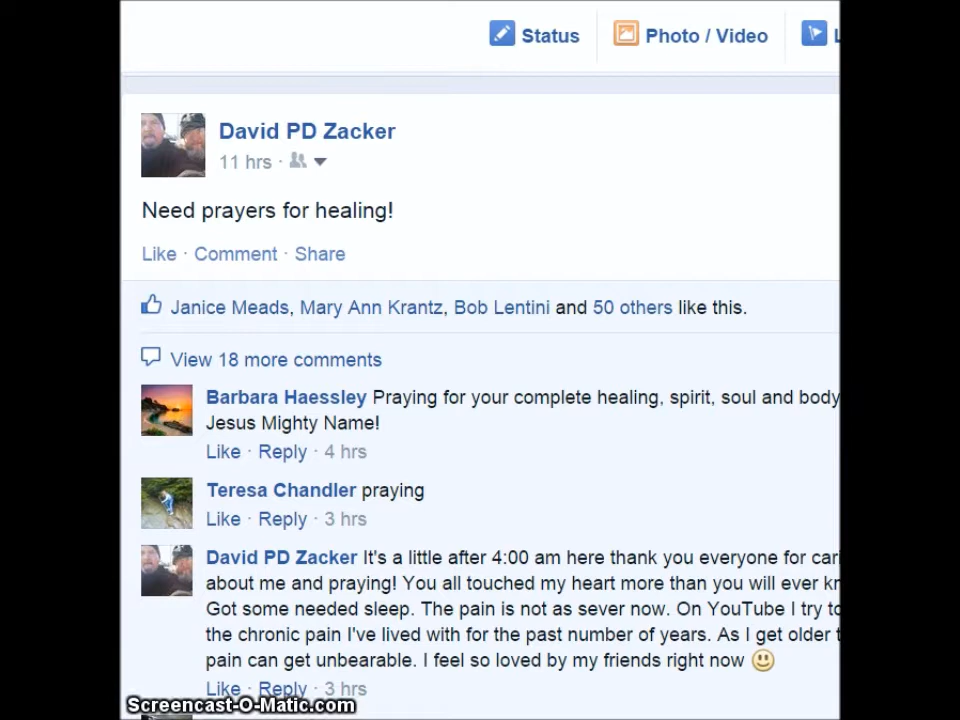 Status
Photo / Video
David PD Zacker
11 hrs ·
Need prayers for healing!
Like · Comment · Share
Janice Meads, Mary Ann Krantz, Bob Lentini and 50 others like this.
View 18 more comments
Barbara Haessley Praying for your complete healing, spirit, soul and body
Jesus Mighty Name!
Like · Reply · 4 hrs
Teresa Chandler praying
Like · Reply · 3 hrs
David PD Zacker It's a little after 4:00 am here thank you everyone for
about me and praying! You all touched my heart more than you will ever
Got some needed sleep. The pain is not as sever now. On YouTube I try
the chronic pain I've lived with for the past number of years. As I get older
pain can get unbearable. I feel so loved by my friends right now
Like · Reply · 3 hrs
Screencast-O-Matic.com